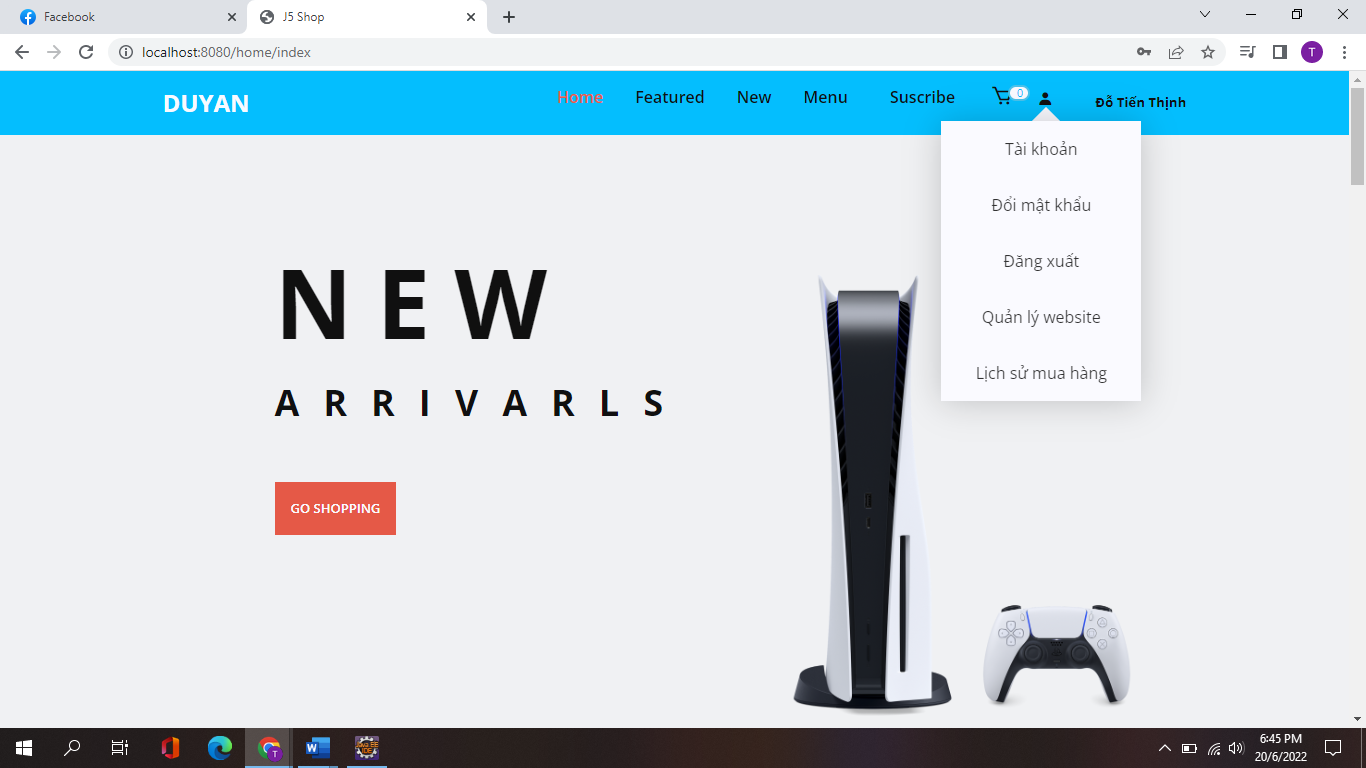 Facebook
J5 Shop
localhost:8080/home/index
T
DUYAN
Home Featured New Menu Suscribe 0 Đỗ Tiến Thịnh
Tài khoản
Đổi mật khẩu
Đăng xuất
Quản lý website
Lịch sử mua hàng
NEW
ARRIVARLS
GO SHOPPING
6:45 PM
20/6/2022